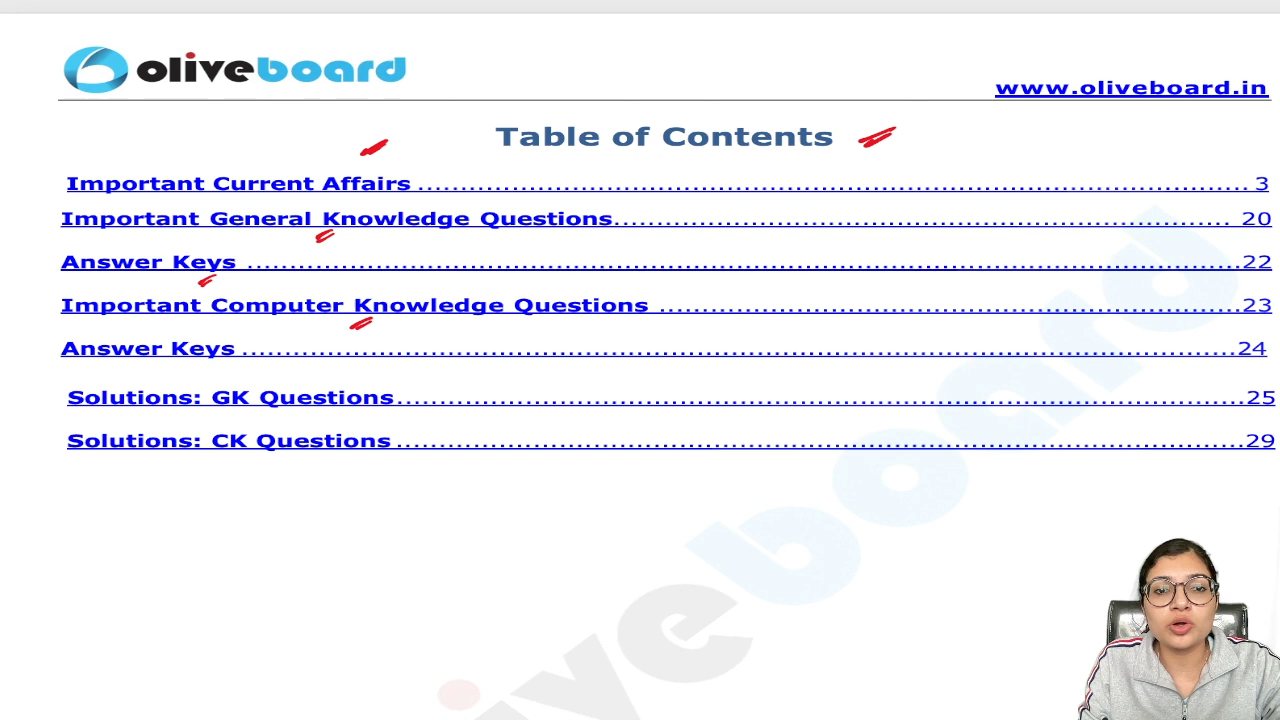 oliveboard
www.oliveboard.in
Table of Contents
Important Current Affairs ........................................................................................................ 3
Important General Knowledge Questions........................................................................ 20
Answer Keys ....................................................................................................................22
Important Computer Knowledge Questions ....................................................................23
Answer Keys ....................................................................................................................24
Solutions: GK Questions..................................................................................................25
Solutions: CK Questions ..................................................................................................29
oliveboard